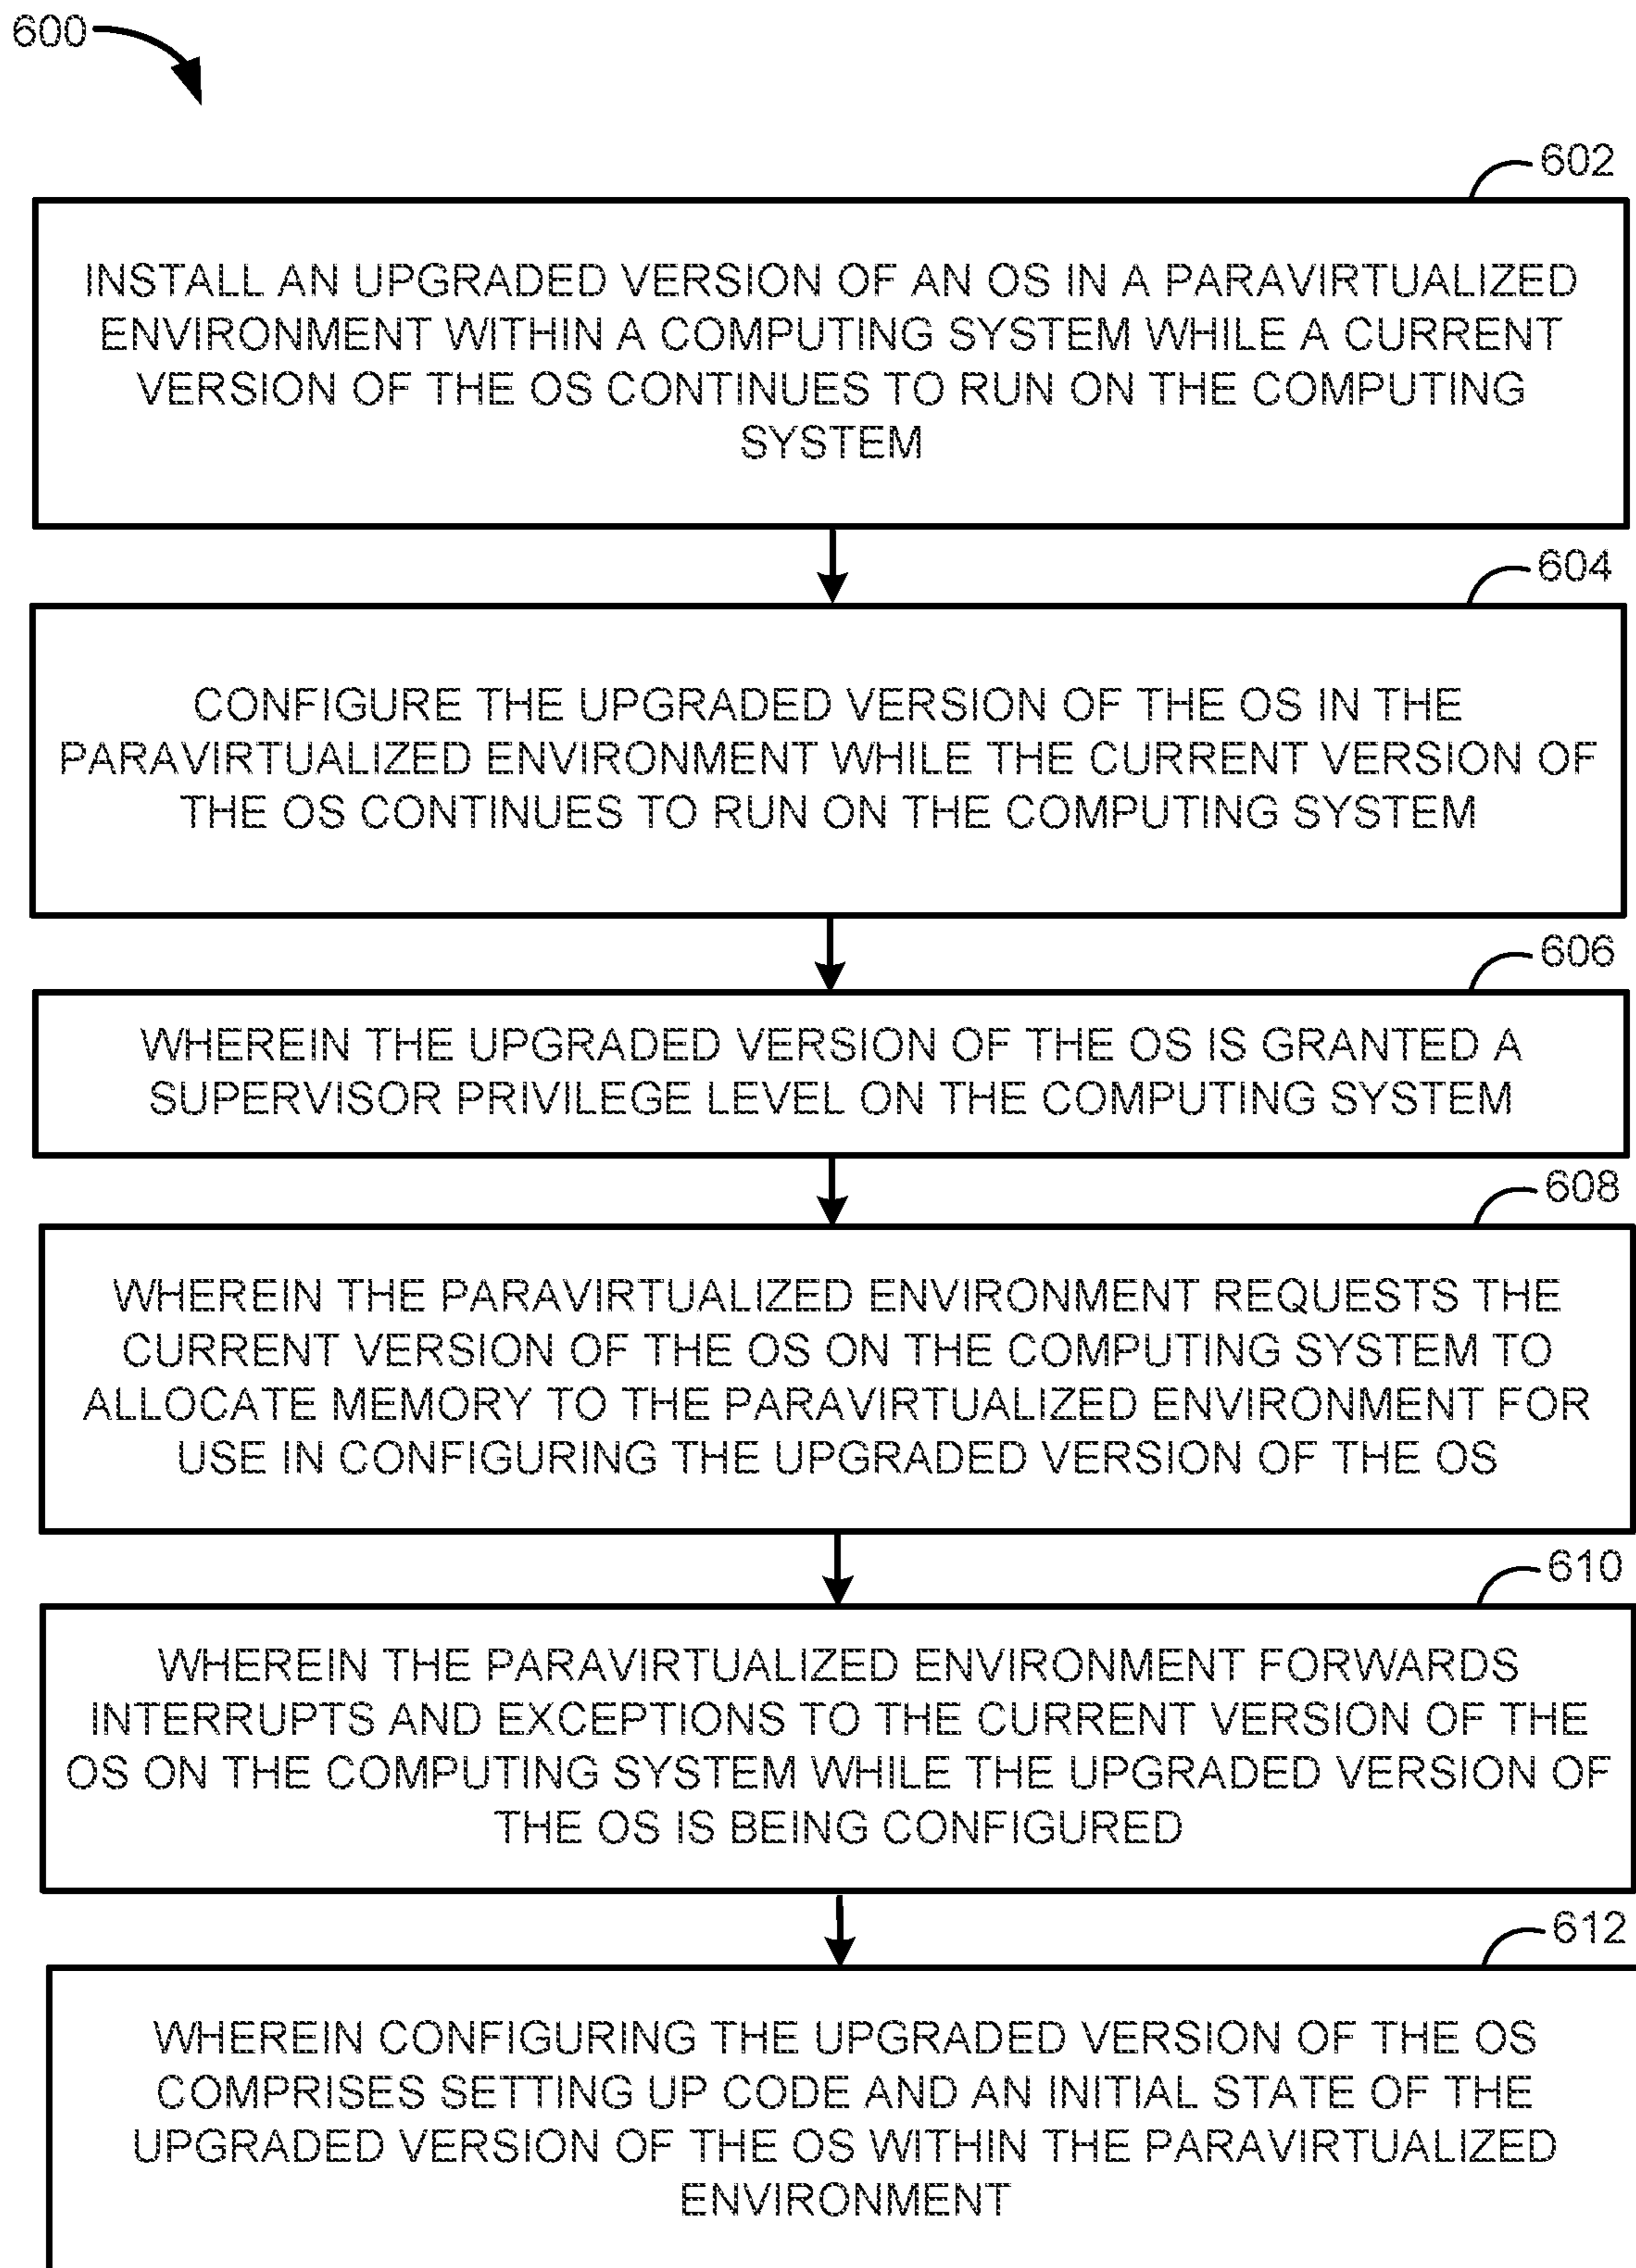 600
602
INSTALL AN UPGRADED VERSION OF AN OS IN A PARAVIRTUALIZED
ENVIRONMENT WITHIN A COMPUTING SYSTEM WHILE A CURRENT
VERSION OF THE OS CONTINUES TO RUN ON THE COMPUTING
SYSTEM
604
CONFIGURE THE UPGRADED VERSION OF THE OS IN THE
PARAVIRTUALIZED ENVIRONMENT WHILE THE CURRENT VERSION OF
THE OS CONTINUES TO RUN ON THE COMPUTING SYSTEM
606
WHEREIN THE UPGRADED VERSION OF THE OS IS GRANTED A
SUPERVISOR PRIVILEGE LEVEL ON THE COMPUTING SYSTEM
608
WHEREIN THE PARAVIRTUALIZED ENVIRONMENT REQUESTS THE
CURRENT VERSION OF THE OS ON THE COMPUTING SYSTEM TO
ALLOCATE MEMORY TO THE PARAVIRTUALIZED ENVIRONMENT FOR
USE IN CONFIGURING THE UPGRADED VERSION OF THE OS
610
WHEREIN THE PARAVIRTUALIZED ENVIRONMENT FORWARDS
INTERRUPTS AND EXCEPTIONS TO THE CURRENT VERSION OF THE
OS ON THE COMPUTING SYSTEM WHILE THE UPGRADED VERSION OF
THE OS IS BEING CONFIGURED
612
WHEREIN CONFIGURING THE UPGRADED VERSION OF THE OS
COMPRISES SETTING UP CODE AND AN INITIAL STATE OF THE
UPGRADED VERSION OF THE OS WITHIN THE PARAVIRTUALIZED
ENVIRONMENT